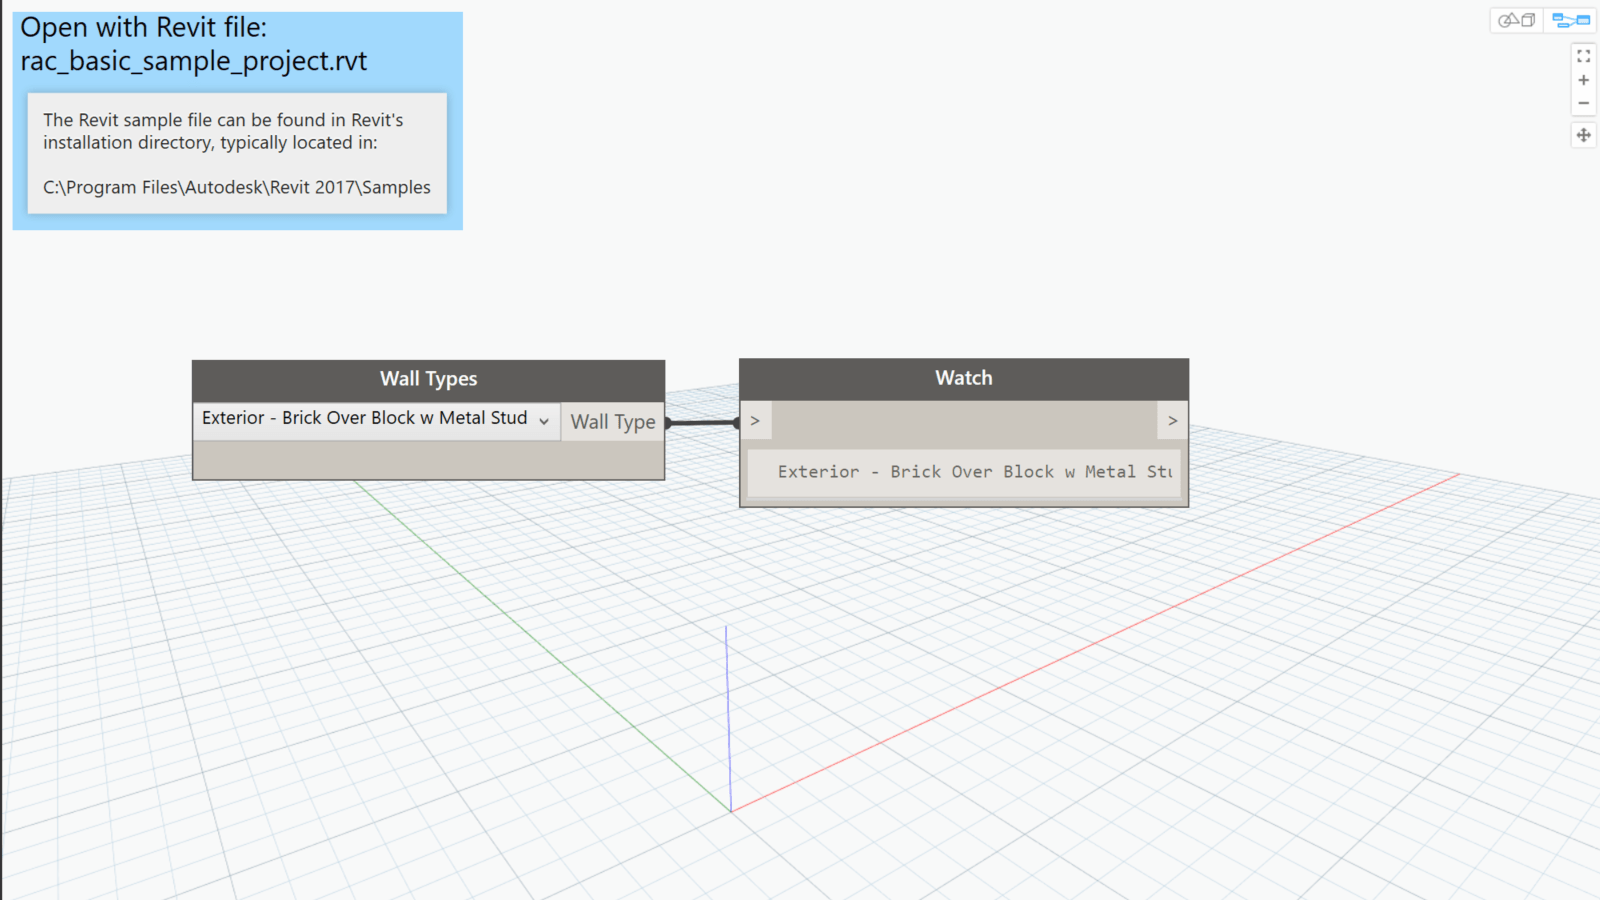 Open with Revit file:
rac_basic_sample_project.rvt
The Revit sample file can be found in Revit's
installation directory, typically located in:
C:\Program Files\Autodesk\Revit 2017\Samples
Wall Types
Exterior - Brick Over Block w Metal Stud
Wall Type
Watch
>
>
Exterior - Brick Over Block w Metal Stu